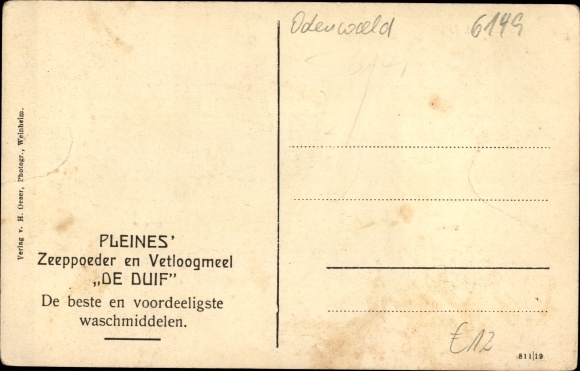 Odenwald
6149
Verlag v. H. Oeser, Photogr., Weinheim.
PLEINES'
Zeeppoeder en Vetloogmeel
„DE DUIF”
De beste en voordeeligste
waschmiddelen.
€12
811|19